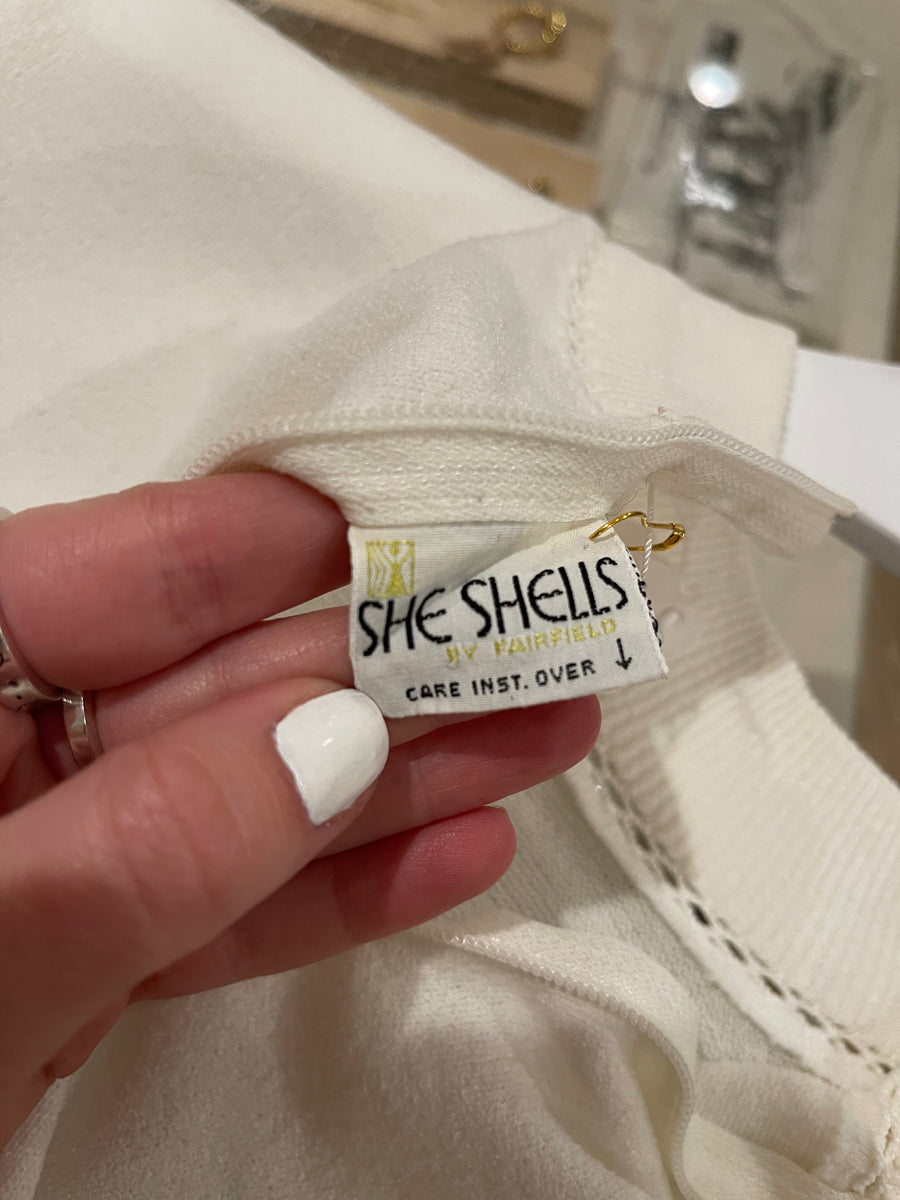 SHE SHELLS
BY FAIRFIELD
CARE INST. OVER ↓